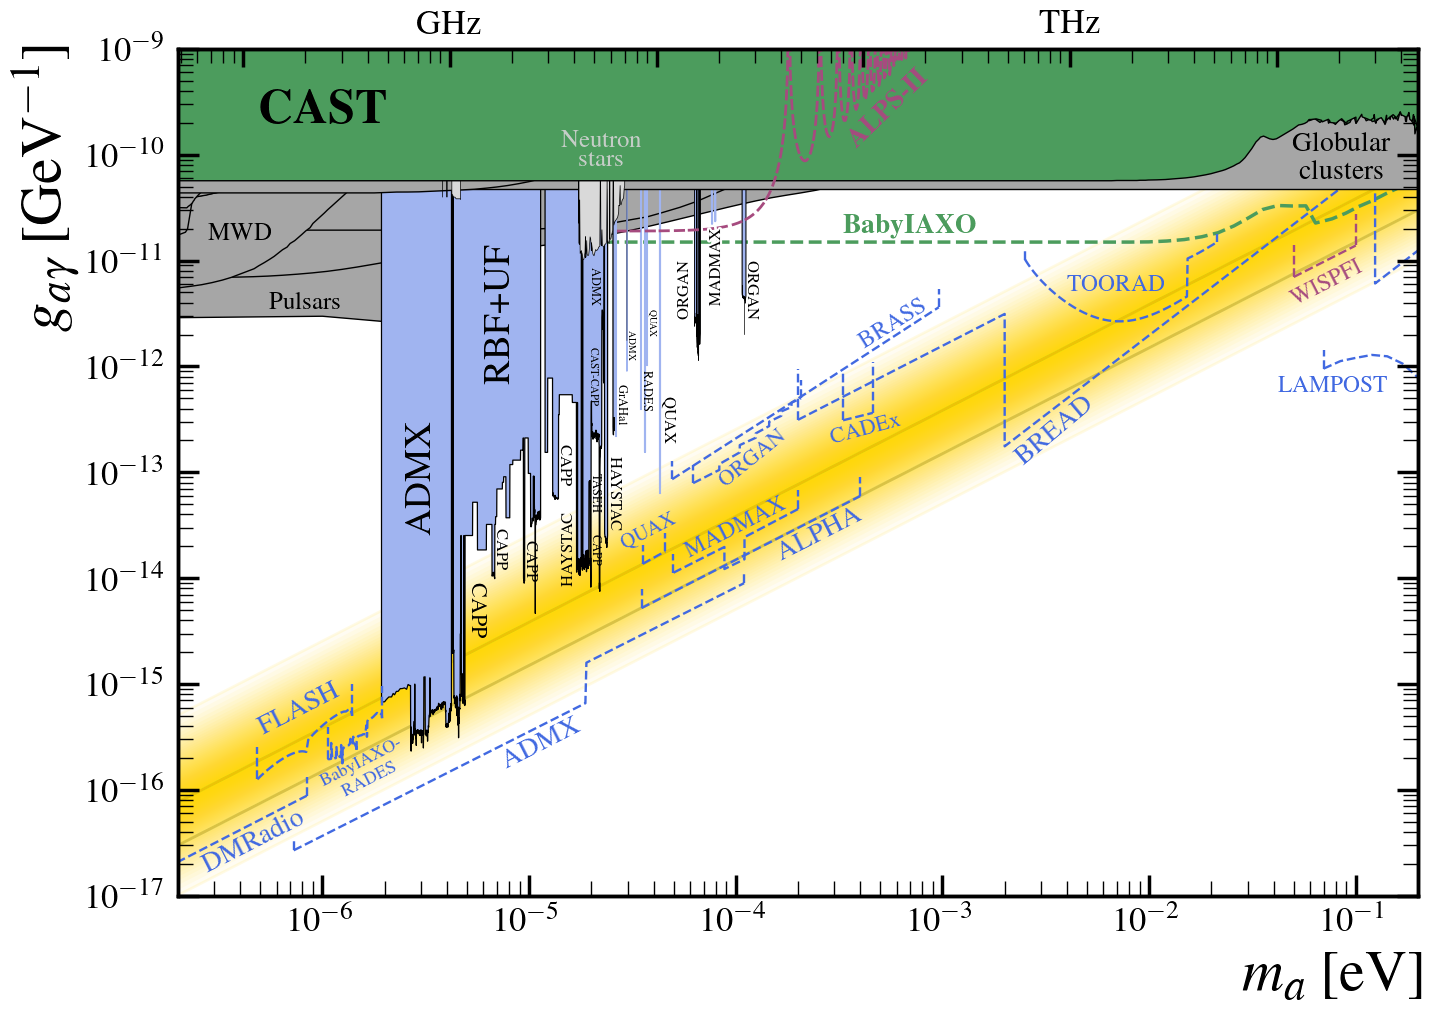 GHz
THz
10⁻⁹
10⁻¹⁰
10⁻¹¹
10⁻¹²
10⁻¹³
10⁻¹⁴
10⁻¹⁵
10⁻¹⁶
10⁻¹⁷
g_{aγ} [GeV⁻¹]
CAST
ALPS-II
Neutron
stars
Globular
clusters
MWD
Pulsars
BabyIAXO
RBF+UF
ADMX
ADMX
CAST-CAPP
ADMX
QUAX
GrAHal
RADES
QUAX
ORGAN
MADMAX
ORGAN
TOORAD
WISPFI
LAMPOST
BRASS
BREAD
CADEx
ORGAN
CAPP
CAPP
CAPP
CAPP
HAYSTAC
TASEH
CAPP
HAYSTAC
QUAX
MADMAX
ALPHA
FLASH
BabyIAXO-
RADES
ADMX
DMRadio
10⁻⁶
10⁻⁵
10⁻⁴
10⁻³
10⁻²
10⁻¹
m_a [eV]